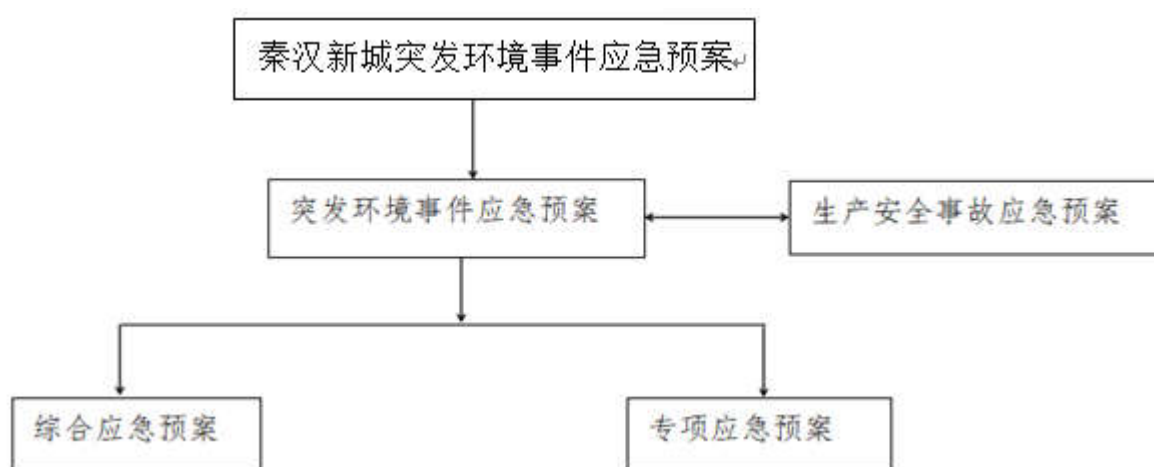 秦汉新城突发环境事件应急预案↵
突发环境事件应急预案
生产安全事故应急预案
综合应急预案
专项应急预案